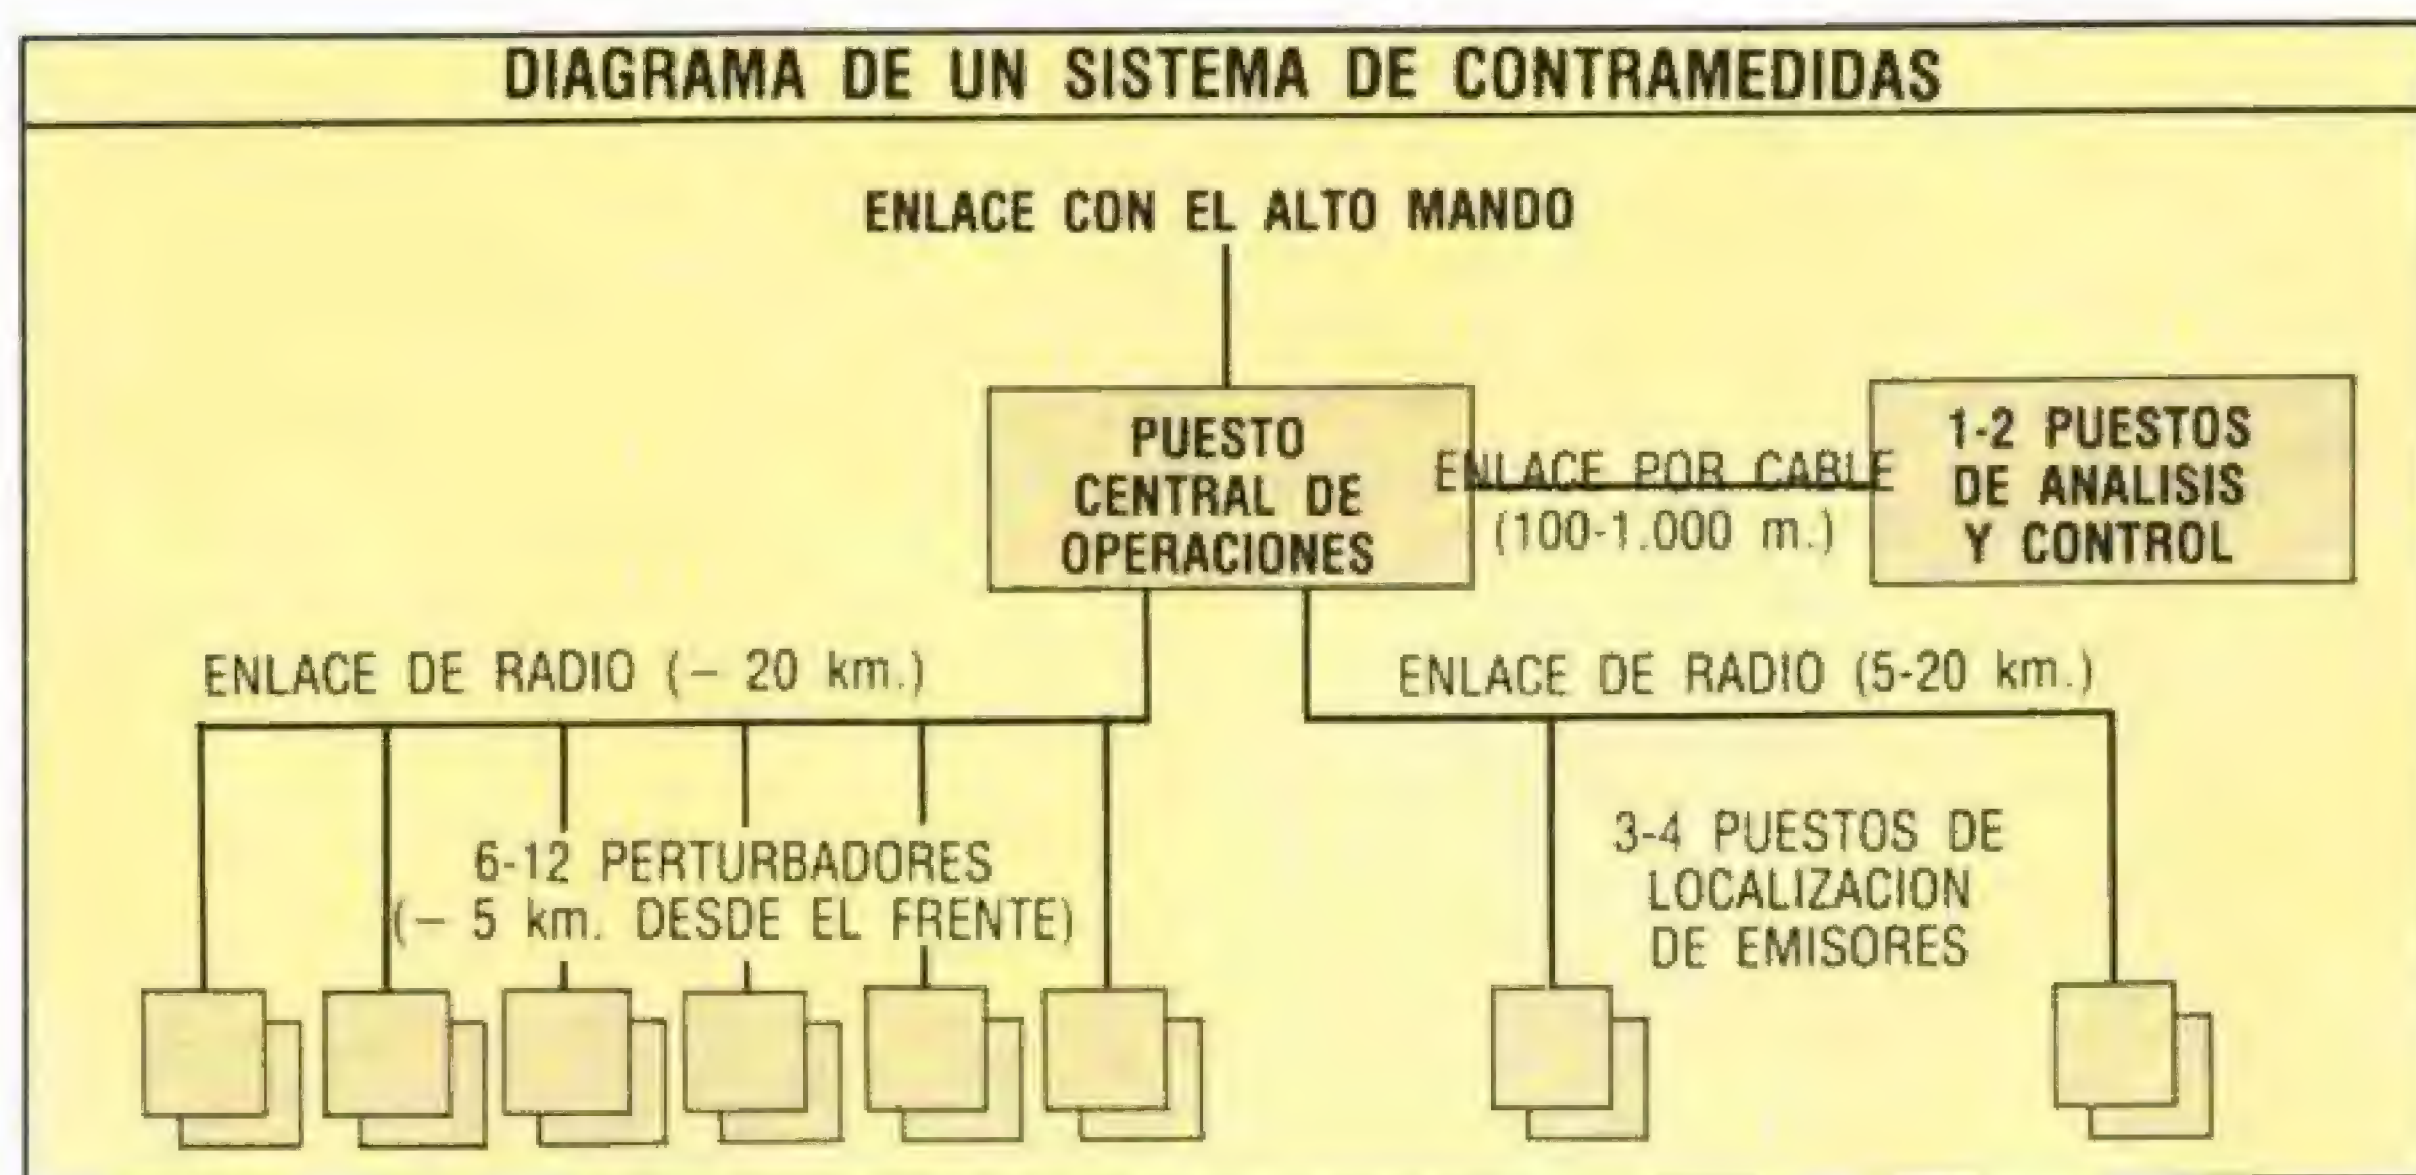 DIAGRAMA DE UN SISTEMA DE CONTRAMEDIDAS
ENLACE CON EL ALTO MANDO
PUESTO
CENTRAL DE
OPERACIONES
ENLACE POR CABLE
(100-1.000 m.)
1-2 PUESTOS
DE ANALISIS
Y CONTROL
ENLACE DE RADIO (– 20 km.)
ENLACE DE RADIO (5-20 km.)
6-12 PERTURBADORES
(– 5 km. DESDE EL FRENTE)
3-4 PUESTOS DE
LOCALIZACION
DE EMISORES